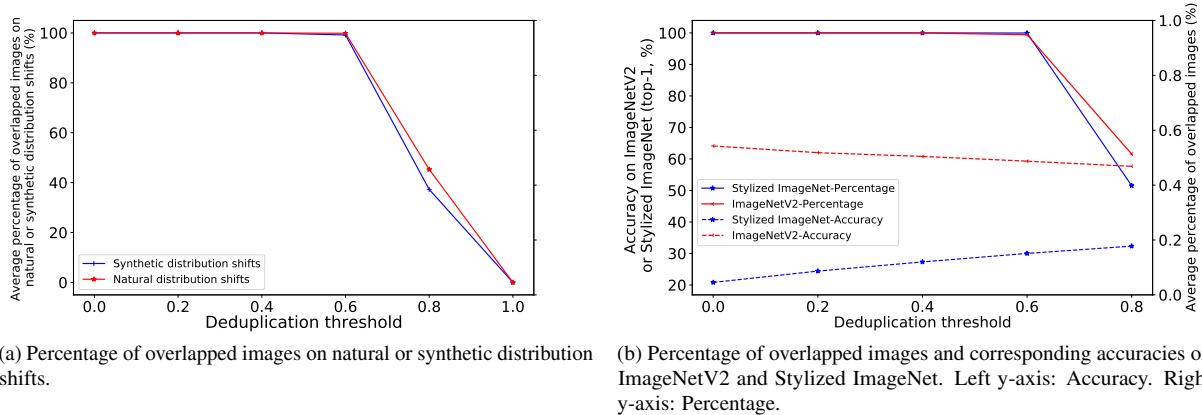 Average percentage of overlapped images on
natural or synthetic distribution shifts (%)
100
80
60
40
20
0
Synthetic distribution shifts
Natural distribution shifts
0.0 0.2 0.4 0.6 0.8 1.0
Deduplication threshold
(a) Percentage of overlapped images on natural or synthetic distribution
shifts.
Accuracy on ImageNetV2
or Stylized ImageNet (top-1, %)
100
90
80
70
60
50
40
30
20
Stylized ImageNet-Percentage
ImageNetV2-Percentage
Stylized ImageNet-Accuracy
ImageNetV2-Accuracy
1.0
0.8
0.6
0.4
0.2
0.0
Average percentage of overlapped images (%)
0.0 0.2 0.4 0.6 0.8
Deduplication threshold
(b) Percentage of overlapped images and corresponding accuracies o
ImageNetV2 and Stylized ImageNet. Left y-axis: Accuracy. Righ
y-axis: Percentage.